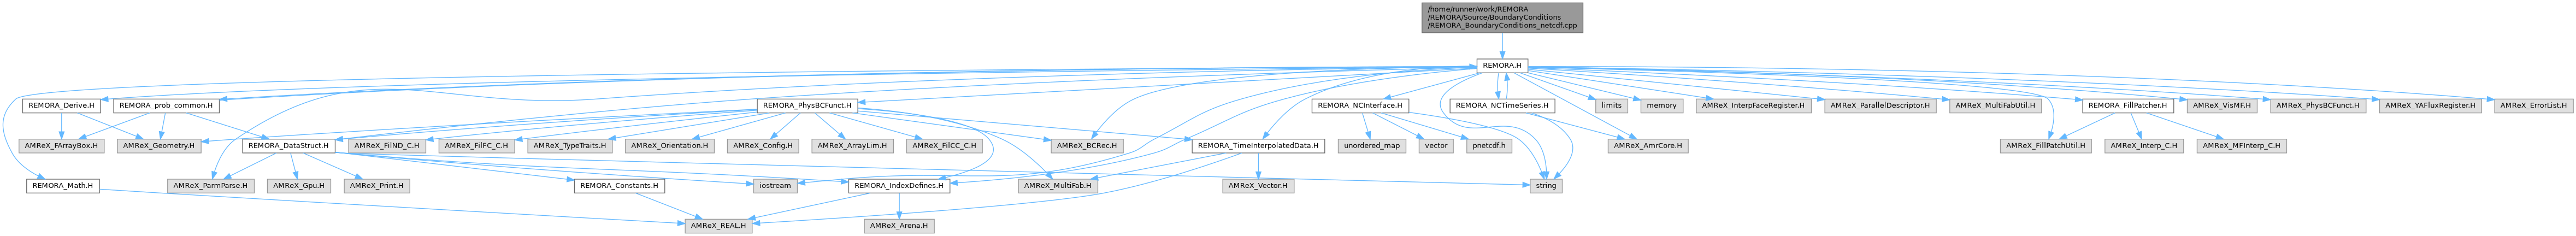 /home/runner/work/REMORA
/REMORA/Source/BoundaryConditions
/REMORA_BoundaryConditions_netcdf.cpp
REMORA.H
REMORA_Derive.H
REMORA_prob_common.H
REMORA_PhysBCFunct.H
REMORA_NCInterface.H
REMORA_NCTimeSeries.H
limits
memory
AMReX_InterpFaceRegister.H
AMReX_ParallelDescriptor.H
AMReX_MultiFabUtil.H
REMORA_FillPatcher.H
AMReX_VisMF.H
AMReX_PhysBCFunct.H
AMReX_YAFluxRegister.H
AMReX_ErrorList.H
AMReX_FArrayBox.H
AMReX_Geometry.H
REMORA_DataStruct.H
AMReX_FilND_C.H
AMReX_FilFC_C.H
AMReX_TypeTraits.H
AMReX_Orientation.H
AMReX_Config.H
AMReX_ArrayLim.H
AMReX_FilCC_C.H
AMReX_BCRec.H
REMORA_TimeInterpolatedData.H
unordered_map
vector
pnetcdf.h
AMReX_AmrCore.H
AMReX_FillPatchUtil.H
AMReX_Interp_C.H
AMReX_MFInterp_C.H
REMORA_Math.H
AMReX_ParmParse.H
AMReX_Gpu.H
AMReX_Print.H
REMORA_Constants.H
iostream
REMORA_IndexDefines.H
AMReX_MultiFab.H
AMReX_Vector.H
string
AMReX_REAL.H
AMReX_Arena.H